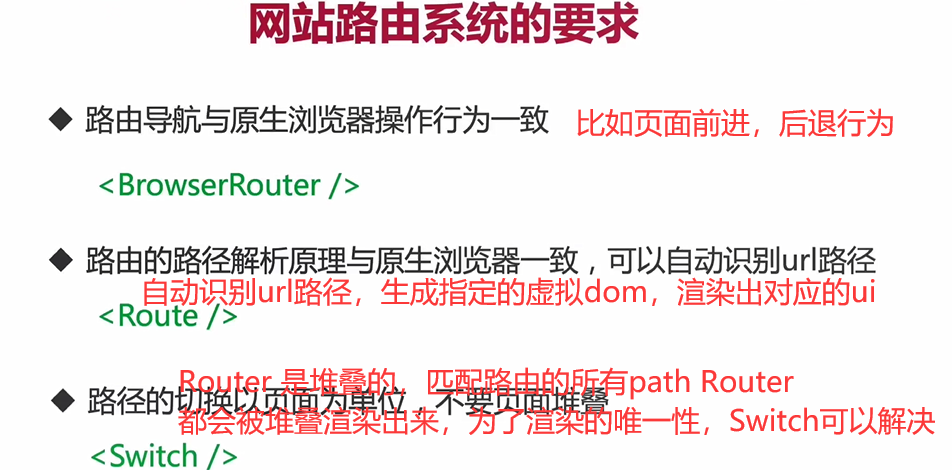 网站路由系统的要求
◆ 路由导航与原生浏览器操作行为一致 比如页面前进，后退行为
<BrowserRouter />
◆ 路由的路径解析原理与原生浏览器一致，可以自动识别url路径
自动识别url路径，生成指定的虚拟dom，渲染出对应的ui
<Route />
Router 是堆叠的，匹配路由的所有path Router
◆ 路径的切换以页面为单位，不要页面堆叠
都会被堆叠渲染出来，为了渲染的唯一性，Switch可以解决
<Switch />